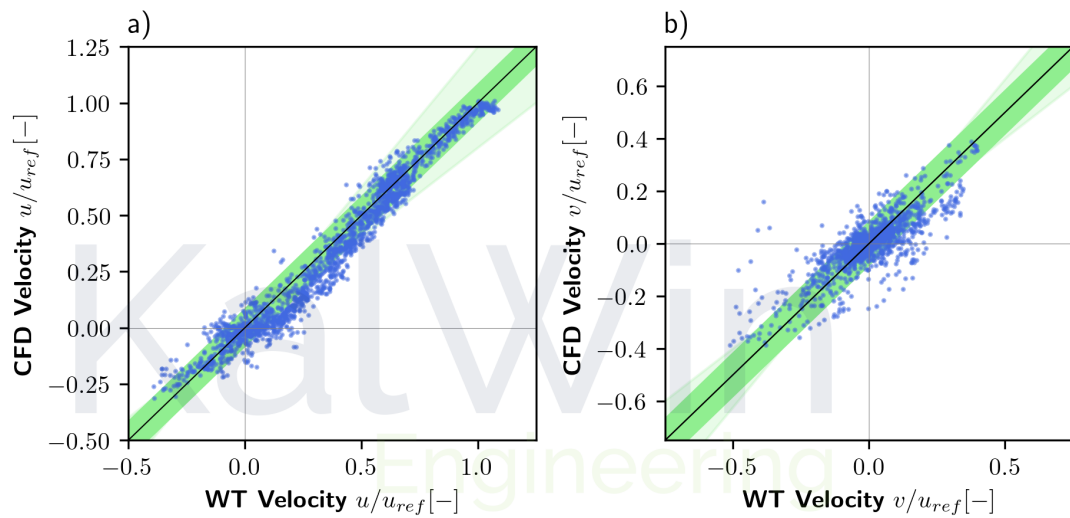 a)
b)
CFD Velocity u/u_ref[−]
1.25
1.00
0.75
0.50
0.25
0.00
−0.25
−0.50
−0.5
0.0
0.5
1.0
WT Velocity u/u_ref[−]
CFD Velocity v/u_ref[−]
0.6
0.4
0.2
0.0
−0.2
−0.4
−0.6
−0.5
0.0
0.5
WT Velocity v/u_ref[−]
KalWin
Engineering